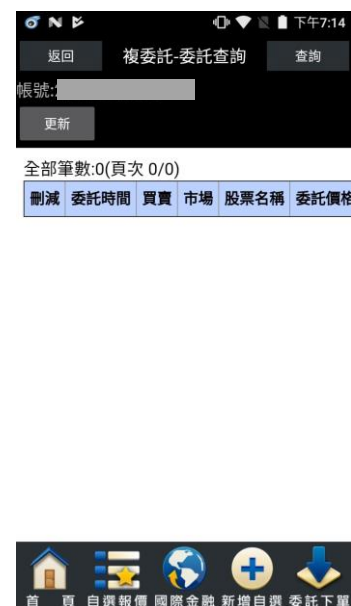 下午7:14
返回 複委託-委託查詢 查詢
帳號:
更新
全部筆數:0(頁次 0/0)
刪減 委託時間 買賣 市場 股票名稱 委託價格
首 頁 自選報價 國際金融 新增自選 委託下單